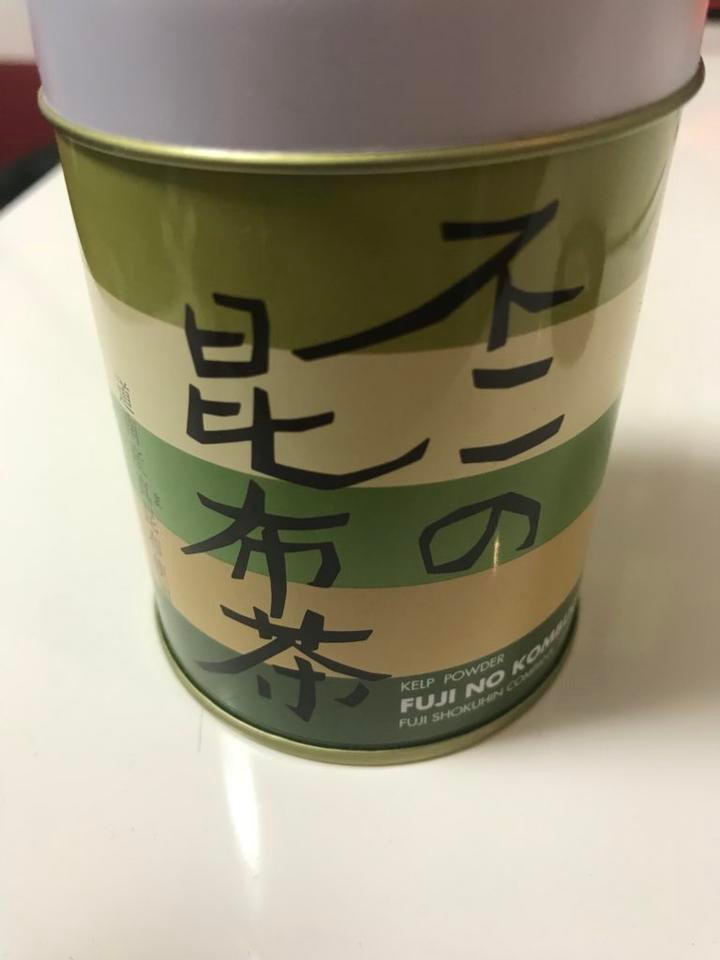 不二の
昆布茶
KELP POWDER
FUJI NO
FUJI SHOKUHIN